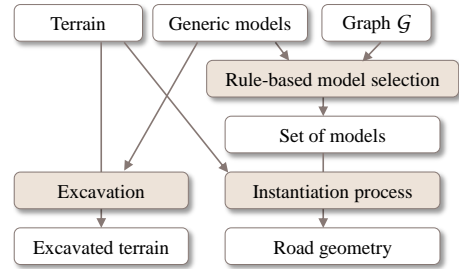 Terrain
Generic models
Graph 𝒢
Rule-based model selection
Set of models
Excavation
Instantiation process
Excavated terrain
Road geometry